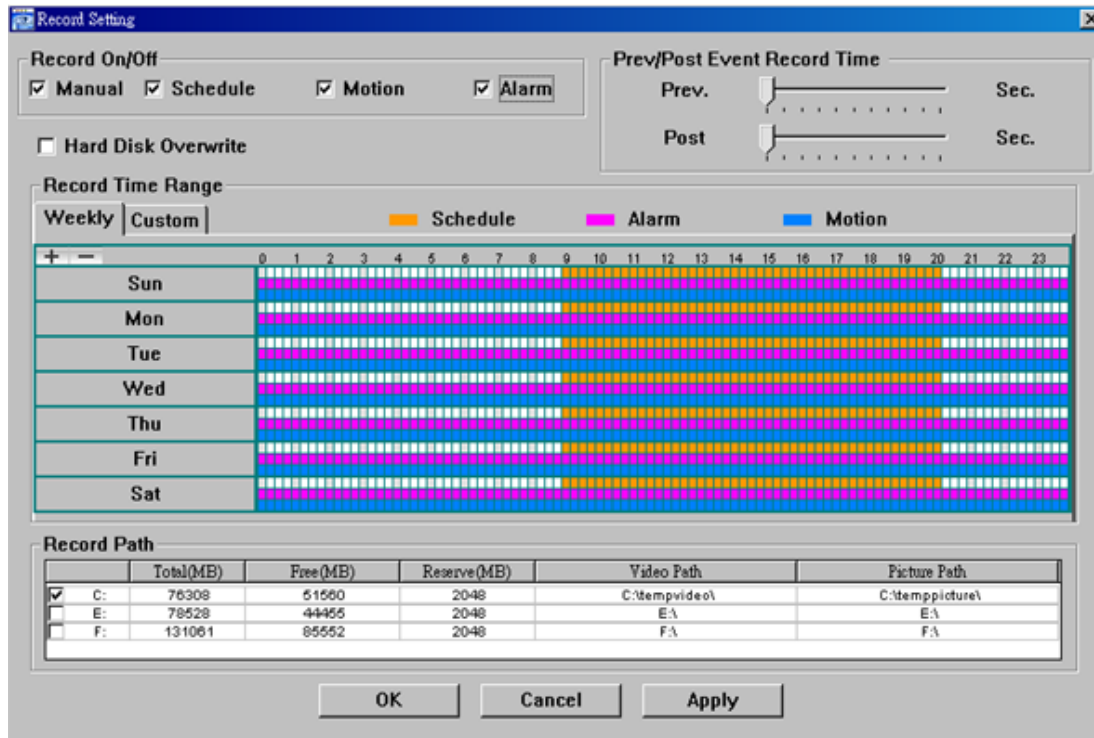 Record Setting
Record On/Off
Manual Schedule Motion Alarm
Prev/Post Event Record Time
Prev. Sec.
Post Sec.
Hard Disk Overwrite
Record Time Range
Weekly Custom Schedule Alarm Motion
+ − 0 1 2 3 4 5 6 7 8 9 10 11 12 13 14 15 16 17 18 19 20 21 22 23
Sun
Mon
Tue
Wed
Thu
Fri
Sat
Record Path
Total(MB) Free(MB) Reserve(MB) Video Path Picture Path
C: 76308 51560 2048 C:\tempvideo\ C:\temppicture\
E: 78528 44455 2048 E:\ E:\
F: 131061 85552 2048 F:\ F:\
OK Cancel Apply